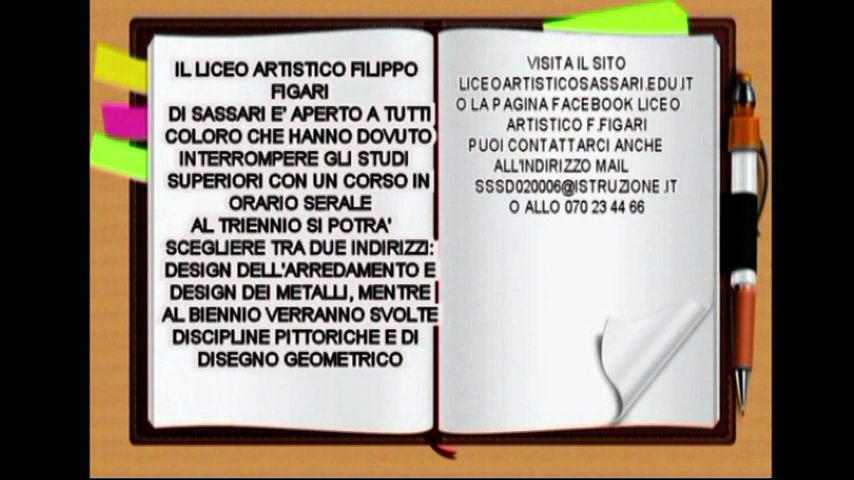 IL LICEO ARTISTICO FILIPPO
FIGARI
DI SASSARI E' APERTO A TUTTI
COLORO CHE HANNO DOVUTO
INTERROMPERE GLI STUDI
SUPERIORI CON UN CORSO IN
ORARIO SERALE
AL TRIENNIO SI POTRA'
SCEGLIERE TRA DUE INDIRIZZI:
DESIGN DELL'ARREDAMENTO E
DESIGN DEI METALLI, MENTRE
AL BIENNIO VERRANNO SVOLTE
DISCIPLINE PITTORICHE E DI
DISEGNO GEOMETRICO
VISITA IL SITO
LICEOARTISTICOSASSARI.EDU.IT
O LA PAGINA FACEBOOK LICEO
ARTISTICO F.FIGARI
PUOI CONTATTARCI ANCHE
ALL'INDIRIZZO MAIL
SSSD020006@ISTRUZIONE.IT
O ALLO 070 23 44 66